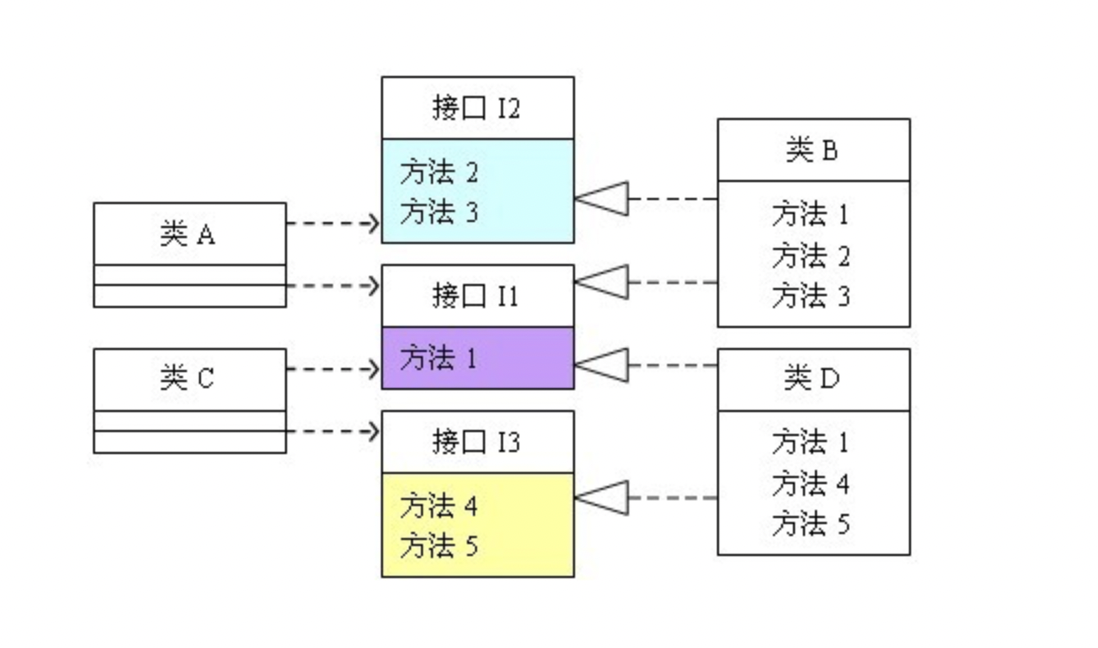 接口 I2
方法 2
方法 3
类 A
接口 I1
方法 1
类 C
接口 I3
方法 4
方法 5
类 B
方法 1
方法 2
方法 3
类 D
方法 1
方法 4
方法 5